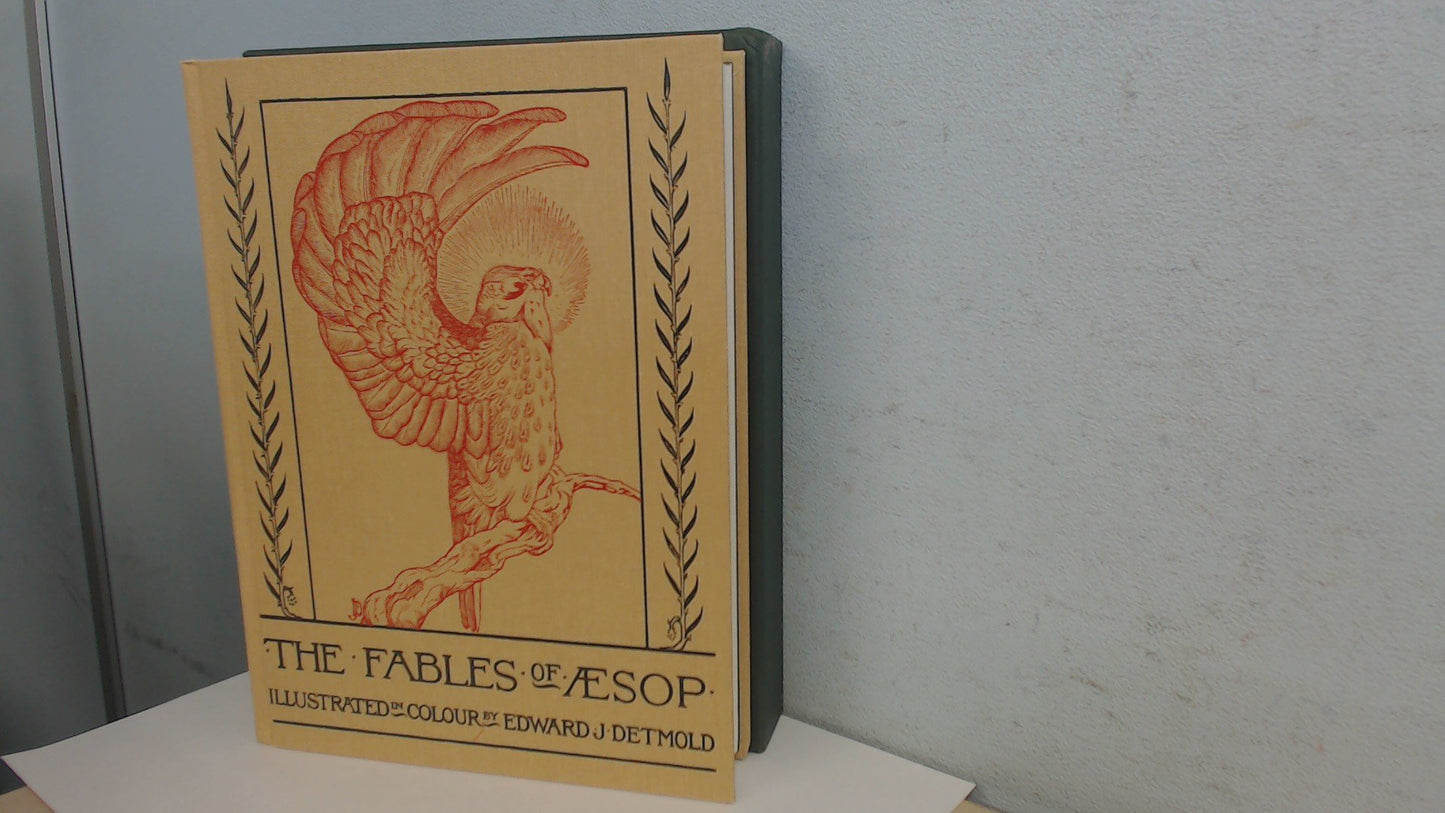 ·THE·FABLES·OF·ÆSOP·
ILLUSTRATED IN COLOUR BY EDWARD J·DETMOLD